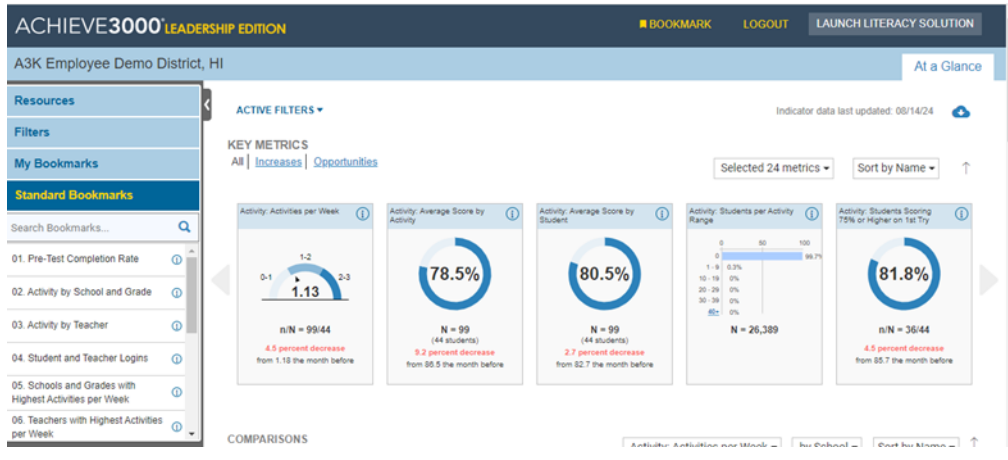 ACHIEVE3000® LEADERSHIP EDITION
BOOKMARK LOGOUT LAUNCH LITERACY SOLUTION
A3K Employee Demo District, HI
At a Glance
Resources
Filters
My Bookmarks
Standard Bookmarks
Search Bookmarks...
01. Pre-Test Completion Rate
02. Activity by School and Grade
03. Activity by Teacher
04. Student and Teacher Logins
05. Schools and Grades with
Highest Activities per Week
06. Teachers with Highest Activities
per Week
ACTIVE FILTERS
Indicator data last updated: 08/14/24
KEY METRICS
All | Increases | Opportunities
Selected 24 metrics
Sort by Name
Activity: Activities per Week
0-1
1-2
2-3
1.13
n/N = 99/44
4.5 percent decrease
from 1.18 the month before
Activity: Average Score by
Activity
78.5%
N = 99
(44 students)
9.2 percent decrease
from 86.5 the month before
Activity: Average Score by
Student
80.5%
N = 99
(44 students)
2.7 percent decrease
from 82.7 the month before
Activity: Students per Activity
Range
0 50 100
0 99.7%
1 - 9 0.3%
10 - 19 0%
20 - 29 0%
30 - 39 0%
40+ 0%
N = 26,389
Activity: Students Scoring
75% or Higher on 1st Try
81.8%
n/N = 36/44
4.5 percent decrease
from 85.7 the month before
COMPARISONS
Activity: Activities per Week
by School
Sort by Name